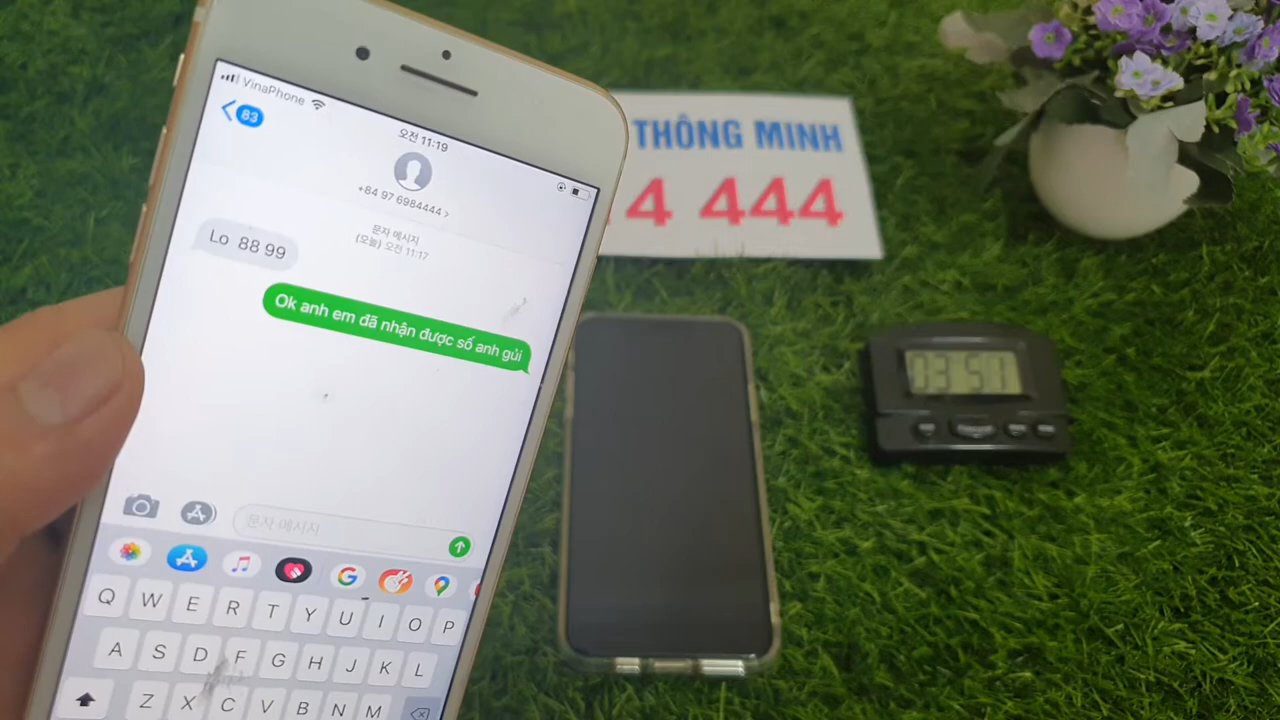 VinaPhone
오전 11:19
83
+84 97 6984444 >
문자 메시지
(오늘) 오전 11:17
Lo 88 99
Ok anh em đã nhận được số anh gửi
문자 메시지
Q W E R T Y U I O P
A S D F G H J K L
Z X C V B N M
THÔNG MINH
4 444
03 51